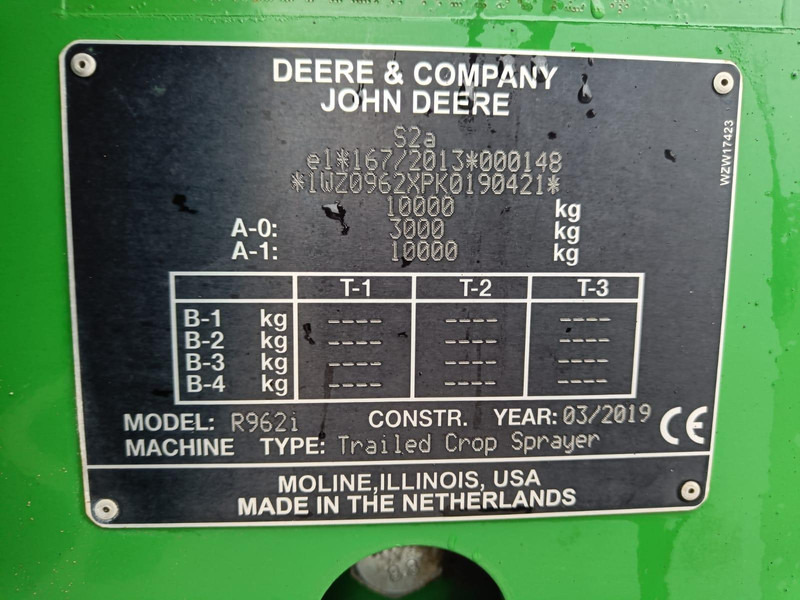 DEERE & COMPANY
JOHN DEERE
S2a
e1*167/2013*000148
*1WZ0962XPK0190421*
10000 kg
A-0: 3000 kg
A-1: 10000 kg
T-1 T-2 T-3
B-1 kg ---- ---- ----
B-2 kg ---- ---- ----
B-3 kg ---- ---- ----
B-4 kg ---- ---- ----
MODEL: R962i CONSTR. YEAR: 03/2019
MACHINE TYPE: Trailed Crop Sprayer
CE
MOLINE,ILLINOIS, USA
MADE IN THE NETHERLANDS
WZW17423